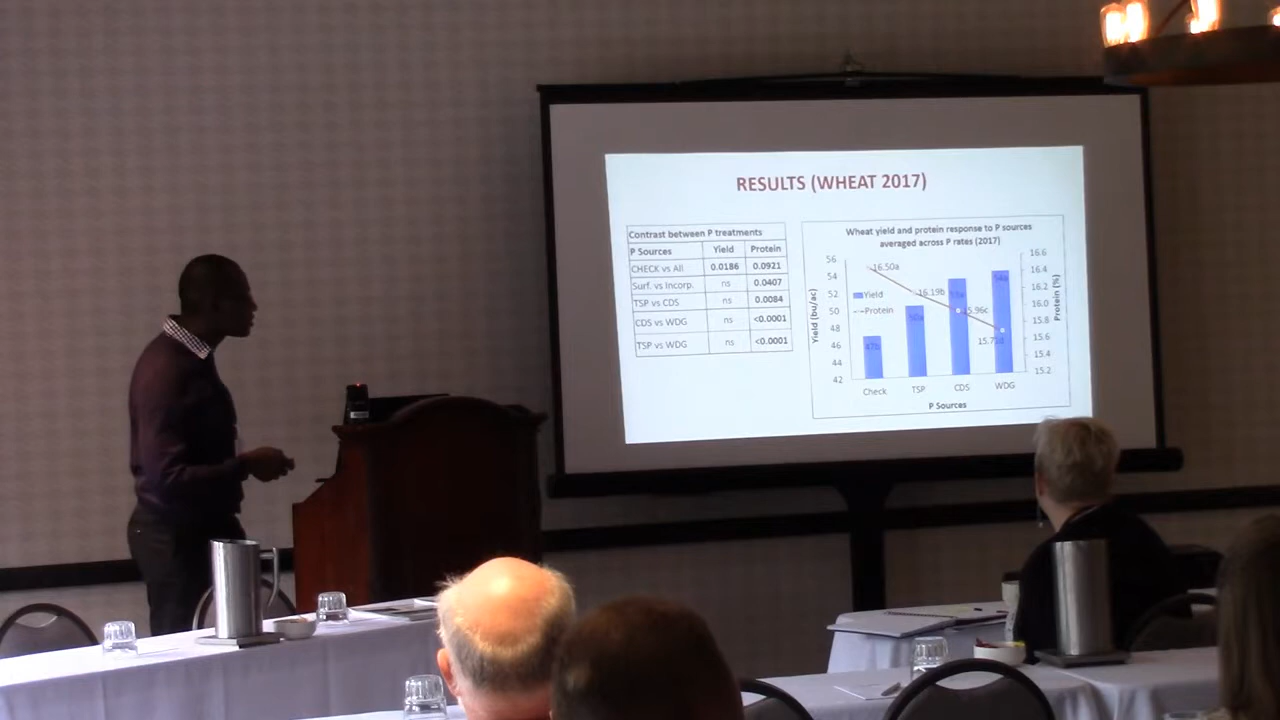 RESULTS (WHEAT 2017)
Contrast between P treatments
P Sources Yield Protein
CHECK vs All 0.0186 0.0921
Surf. vs Incorp. ns 0.0407
TSP vs CDS ns 0.0084
CDS vs WDG ns <0.0001
TSP vs WDG ns <0.0001
Wheat yield and protein response to P sources
averaged across P rates (2017)
56
54
52
50
48
46
44
42
Yield (bu/ac)
16.6
16.4
16.2
16.0
15.8
15.6
15.4
15.2
Protein (%)
Yield
Protein
16.50a
16.19b
47b
50a
54a
Check TSP CDS WDG
P Sources